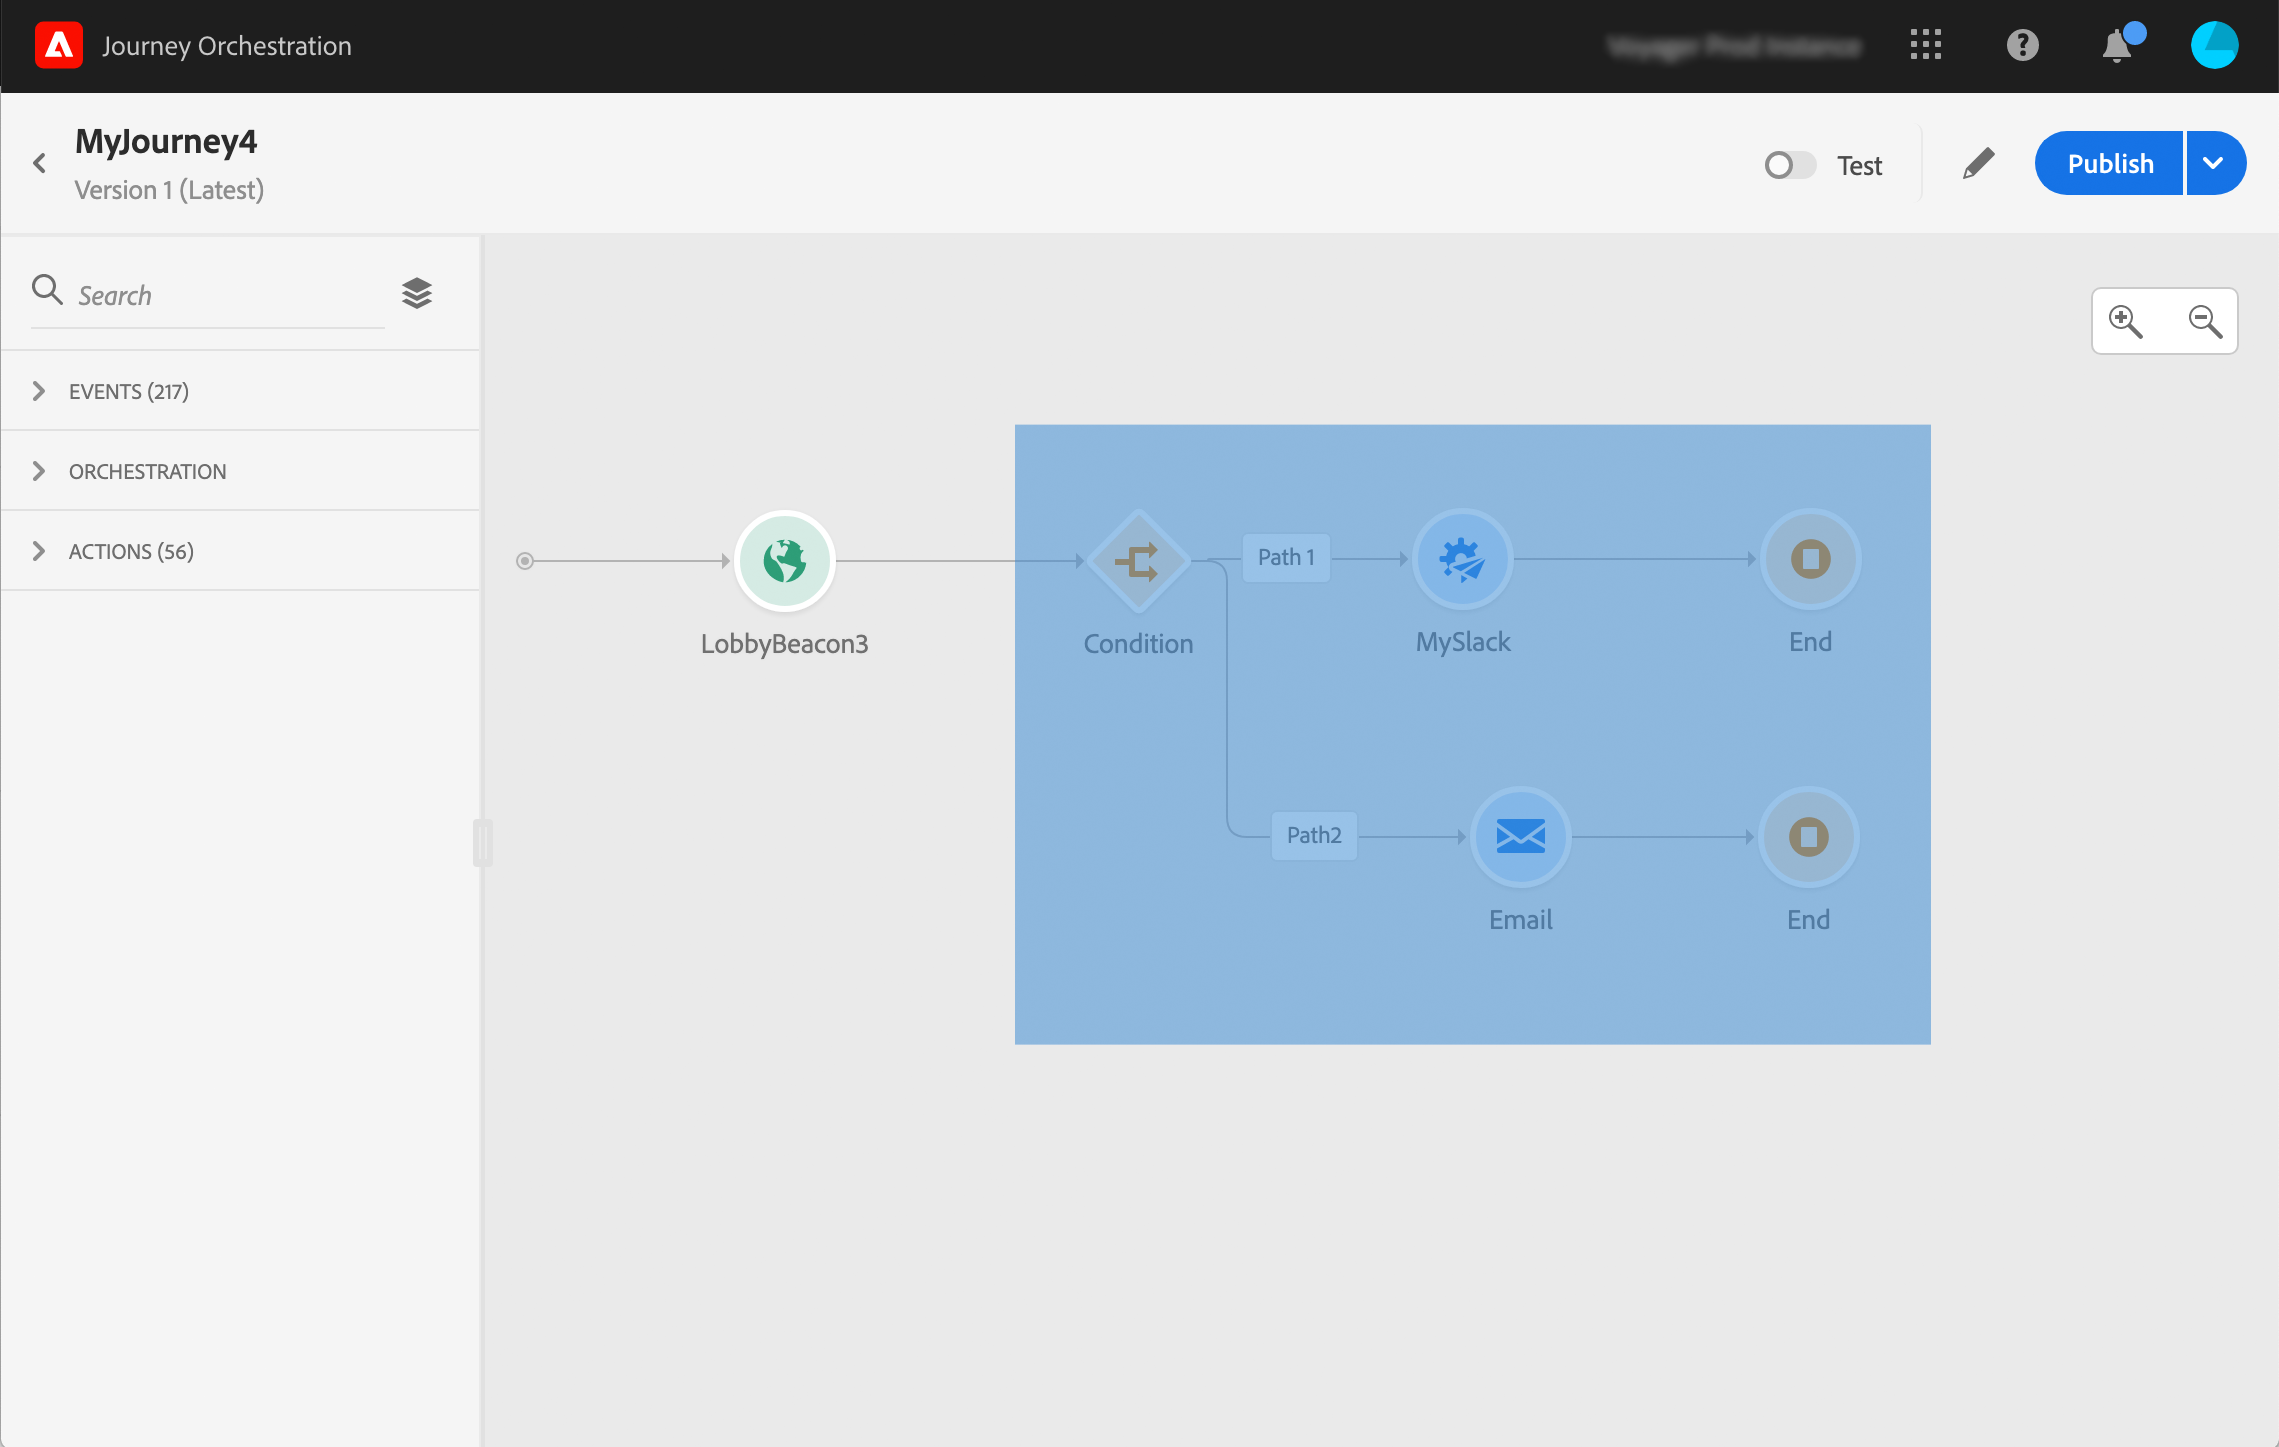 Journey Orchestration
MyJourney4
Version 1 (Latest)
Test
Publish
Search
EVENTS (217)
ORCHESTRATION
ACTIONS (56)
Path 1
LobbyBeacon3
Condition
MySlack
End
Path2
Email
End